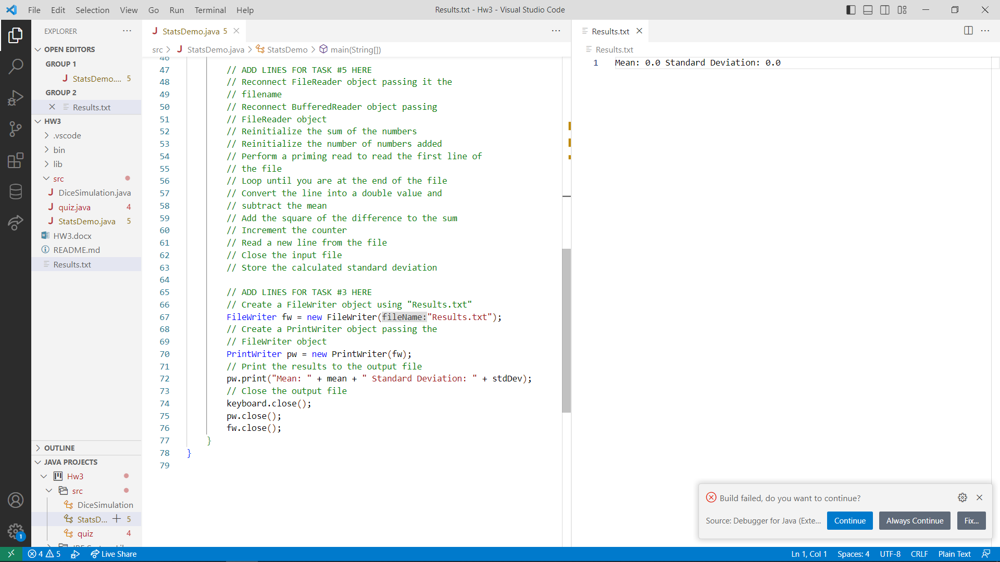 File Edit Selection View Go Run Terminal Help
Results.txt - Hw3 - Visual Studio Code
EXPLORER
OPEN EDITORS
GROUP 1
StatsDemo.... 5
GROUP 2
Results.txt
HW3
.vscode
bin
lib
src
DiceSimulation.java
quiz.java 4
StatsDemo.java 5
HW3.docx
README.md
Results.txt
OUTLINE
JAVA PROJECTS
Hw3
src
DiceSimulation
StatsD... 5
quiz 4
StatsDemo.java 5
src > StatsDemo.java > StatsDemo > main(String[])
46
47 // ADD LINES FOR TASK #5 HERE
48 // Reconnect FileReader object passing it the
49 // filename
50 // Reconnect BufferedReader object passing
51 // FileReader object
52 // Reinitialize the sum of the numbers
53 // Reinitialize the number of numbers added
54 // Perform a priming read to read the first line of
55 // the file
56 // Loop until you are at the end of the file
57 // Convert the line into a double value and
58 // subtract the mean
59 // Add the square of the difference to the sum
60 // Increment the counter
61 // Read a new line from the file
62 // Close the input file
63 // Store the calculated standard deviation
64
65 // ADD LINES FOR TASK #3 HERE
66 // Create a FileWriter object using "Results.txt"
67 FileWriter fw = new FileWriter(fileName:"Results.txt");
68 // Create a PrintWriter object passing the
69 // FileWriter object
70 PrintWriter pw = new PrintWriter(fw);
71 // Print the results to the output file
72 pw.print("Mean: " + mean + " Standard Deviation: " + stdDev);
73 // Close the output file
74 keyboard.close();
75 pw.close();
76 fw.close();
77 }
78 }
79
Results.txt
Results.txt
1 Mean: 0.0 Standard Deviation: 0.0
Build failed, do you want to continue?
Source: Debugger for Java (Exte...
Continue
Always Continue
Fix...
1
4 5 Live Share
Ln 1, Col 1 Spaces: 4 UTF-8 CRLF Plain Text